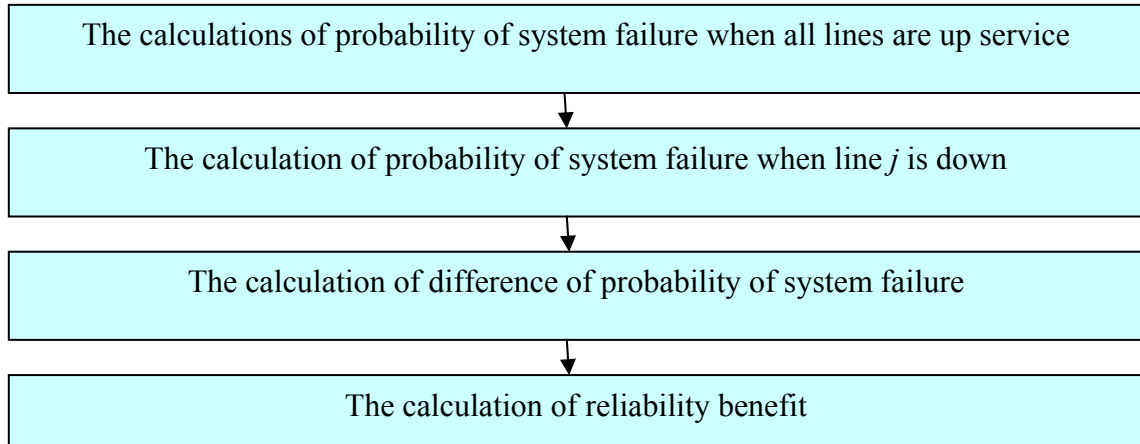 The calculations of probability of system failure when all lines are up service
The calculation of probability of system failure when line j is down
The calculation of difference of probability of system failure
The calculation of reliability benefit